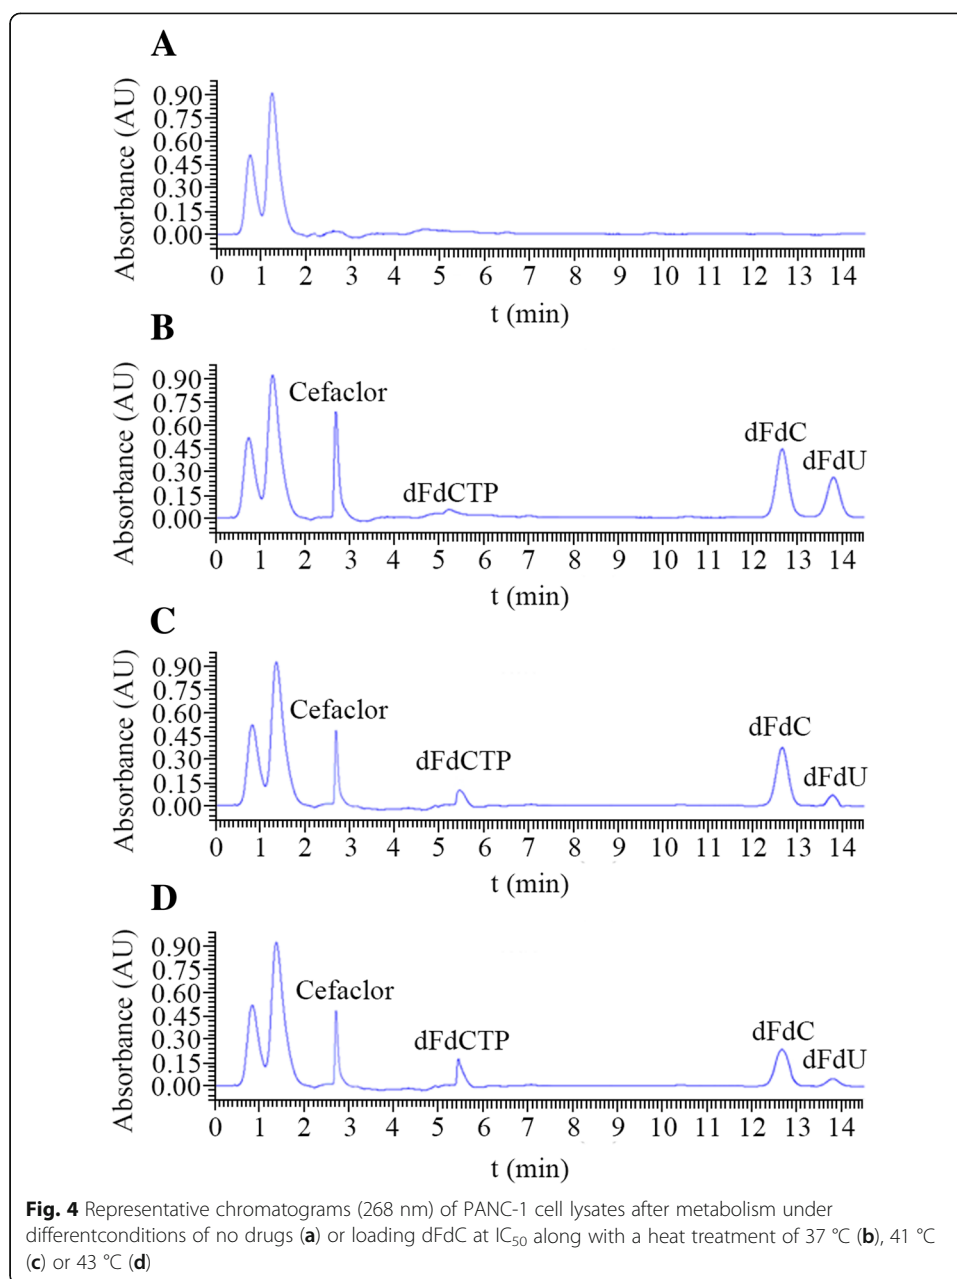 A
Absorbance (AU)
0.90
0.75
0.60
0.45
0.30
0.15
0.00
0 1 2 3 4 5 6 7 8 9 10 11 12 13 14
t (min)
B
Absorbance (AU)
0.90
0.75
0.60
0.45
0.30
0.15
0.00
Cefaclor
dFdCTP
dFdC
dFdU
0 1 2 3 4 5 6 7 8 9 10 11 12 13 14
t (min)
C
Absorbance (AU)
0.90
0.75
0.60
0.45
0.30
0.15
0.00
Cefaclor
dFdCTP
dFdC
dFdU
0 1 2 3 4 5 6 7 8 9 10 11 12 13 14
t (min)
D
Absorbance (AU)
0.90
0.75
0.60
0.45
0.30
0.15
0.00
Cefaclor
dFdCTP
dFdC
dFdU
0 1 2 3 4 5 6 7 8 9 10 11 12 13 14
t (min)
Fig. 4 Representative chromatograms (268 nm) of PANC-1 cell lysates after metabolism under
differentconditions of no drugs (a) or loading dFdC at IC50 along with a heat treatment of 37 °C (b), 41 °C
(c) or 43 °C (d)